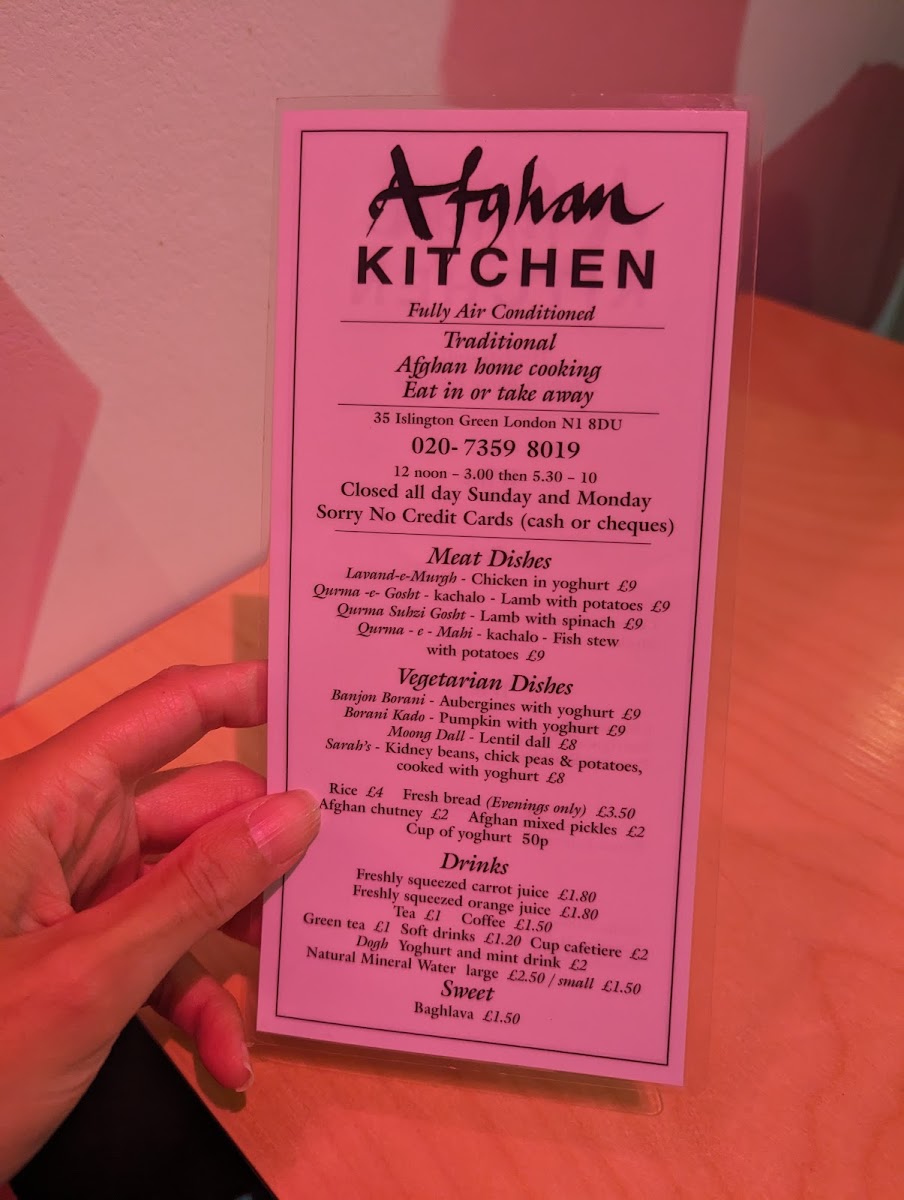 Afghan
KITCHEN
Fully Air Conditioned
Traditional
Afghan home cooking
Eat in or take away
35 Islington Green London N1 8DU
020- 7359 8019
12 noon – 3.00 then 5.30 – 10
Closed all day Sunday and Monday
Sorry No Credit Cards (cash or cheques)
Meat Dishes
Lavand-e-Murgh - Chicken in yoghurt £9
Qurma -e- Gosht - kachalo - Lamb with potatoes £9
Qurma Suhzi Gosht - Lamb with spinach £9
Qurma - e - Mahi - kachalo - Fish stew
with potatoes £9
Vegetarian Dishes
Banjon Borani - Aubergines with yoghurt £9
Borani Kado - Pumpkin with yoghurt £9
Moong Dall - Lentil dall £8
Sarah's - Kidney beans, chick peas & potatoes,
cooked with yoghurt £8
Rice £4 Fresh bread (Evenings only) £3.50
Afghan chutney £2 Afghan mixed pickles £2
Cup of yoghurt 50p
Drinks
Freshly squeezed carrot juice £1.80
Freshly squeezed orange juice £1.80
Tea £1 Coffee £1.50
Green tea £1 Soft drinks £1.20 Cup cafetiere £2
Dogh Yoghurt and mint drink £2
Natural Mineral Water large £2.50 / small £1.50
Sweet
Baghlava £1.50